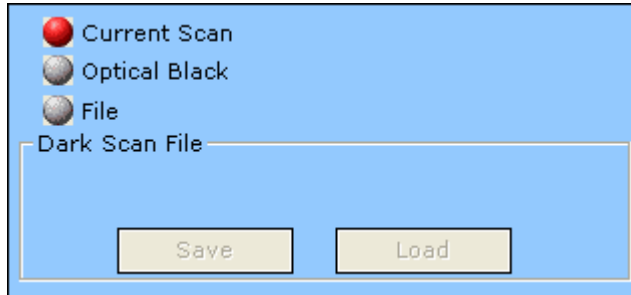 Current Scan
Optical Black
File
Dark Scan File
Save Load